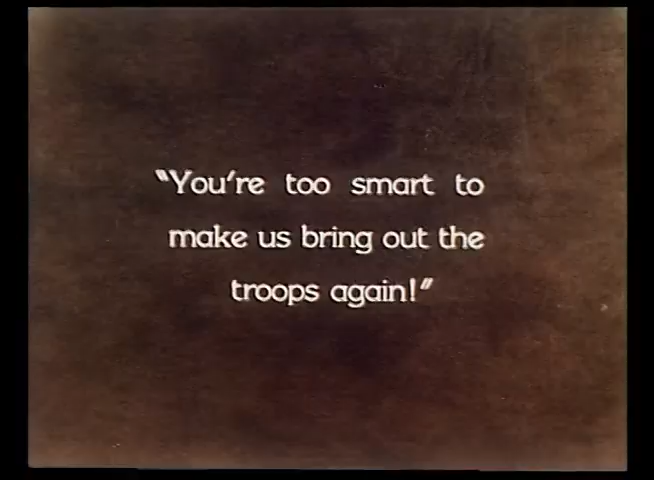 "You're too smart to
make us bring out the
troops again!"